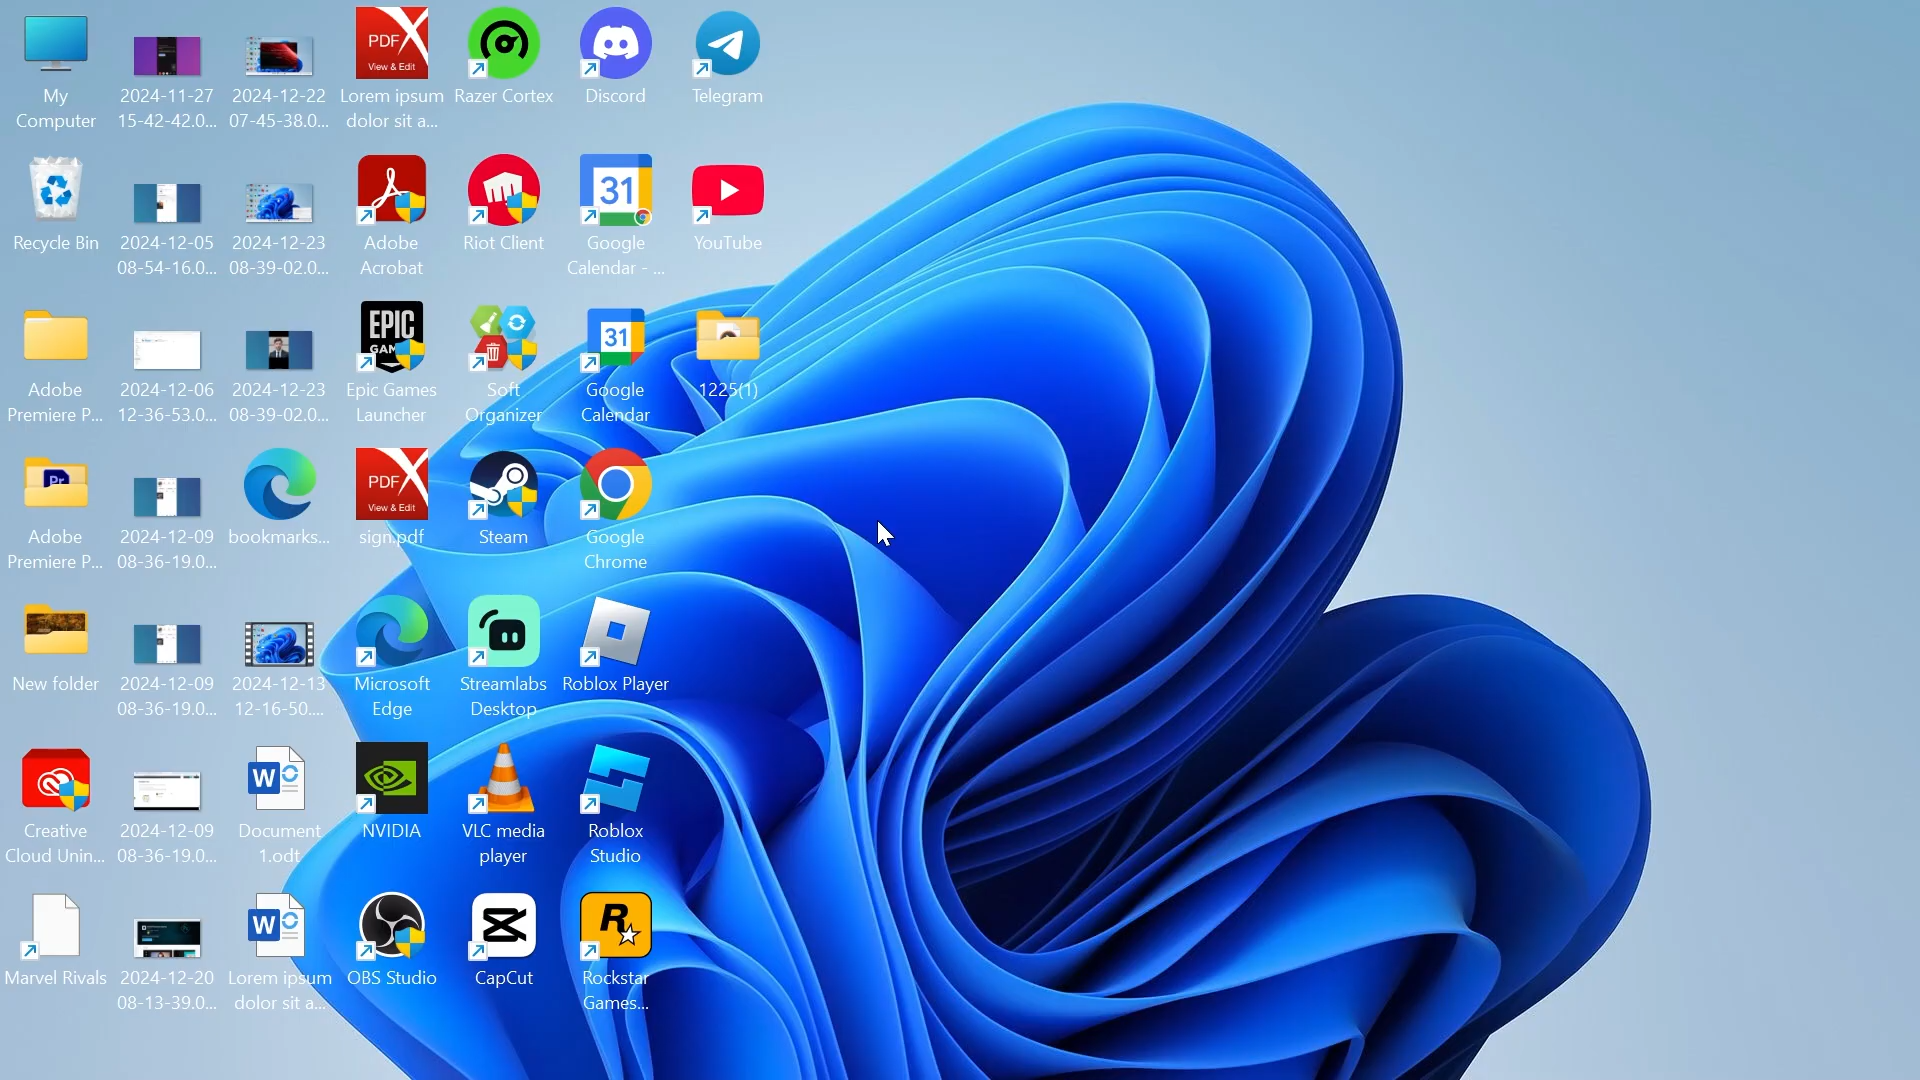 My
Computer
2024-11-27
15-42-42.0...
2024-12-22
07-45-38.0...
PDF
View & Edit
Lorem ipsum
dolor sit a...
Razer Cortex
Discord
Telegram
Recycle Bin
2024-12-05
08-54-16.0...
2024-12-23
08-39-02.0...
Adobe
Acrobat
Riot Client
31
Google
Calendar - ...
YouTube
Adobe
Premiere P...
2024-12-06
12-36-53.0...
2024-12-23
08-39-02.0...
EPIC
GAM
Epic Games
Launcher
Soft
Organizer
31
Google
Calendar
1225(1)
Pr
Adobe
Premiere P...
2024-12-09
08-36-19.0...
bookmarks...
PDF
View & Edit
sign.pdf
Steam
Google
Chrome
New folder
2024-12-09
08-36-19.0...
2024-12-13
12-16-50....
Microsoft
Edge
Streamlabs
Desktop
Roblox Player
Creative
Cloud Unin...
2024-12-09
08-36-19.0...
W
Document
1.odt
NVIDIA
VLC media
player
Roblox
Studio
Marvel Rivals
2024-12-20
08-13-39.0...
W
Lorem ipsum
dolor sit a...
OBS Studio
CapCut
R
Rockstar
Games...